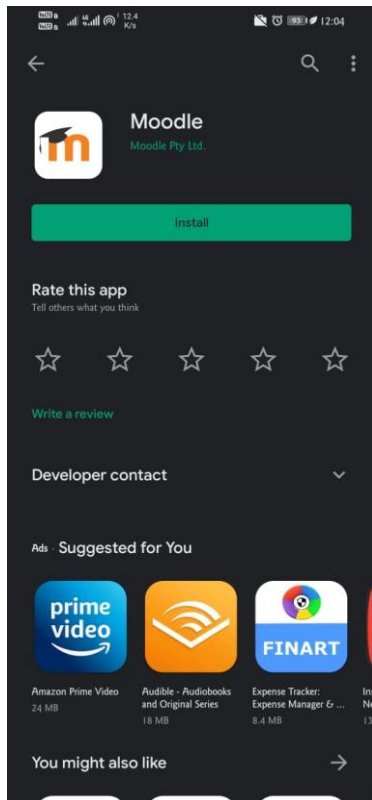 12.4
K/s
93
12:04
Moodle
Moodle Pty Ltd.
Install
Rate this app
Tell others what you think
Write a review
Developer contact
Ads · Suggested for You
prime
video
FINART
Amazon Prime Video
24 MB
Audible - Audiobooks
and Original Series
18 MB
Expense Tracker:
Expense Manager & ...
8.4 MB
You might also like